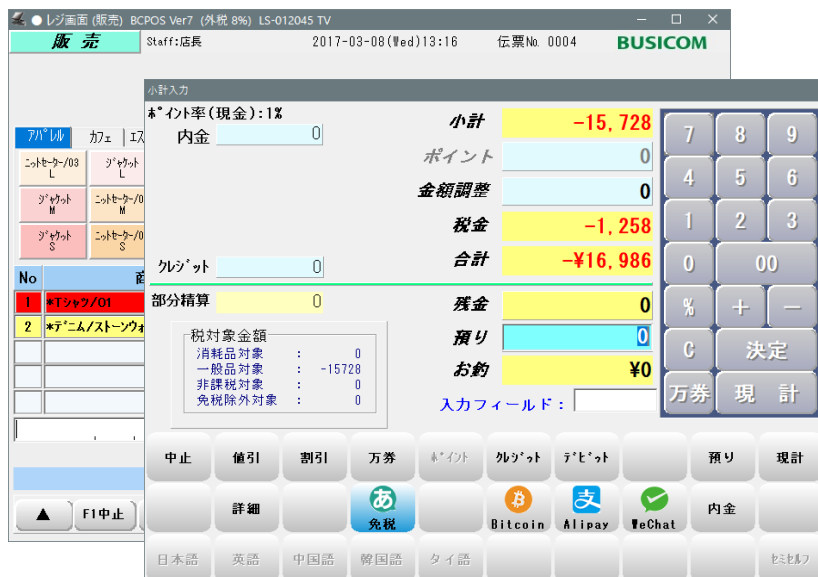 レジ画面 (販売) BCPOS Ver7 (外税 8%) LS-012045 TV
販売 Staff:店長 2017-03-08(Wed)13:16 伝票No. 0004 BUSICOM
小計入力
ﾎﾟｲﾝﾄ率(現金):1%
内金 0
小計 -15,728
ポイント 0
金額調整 0
税金 -1,258
合計 -¥16,986
ｸﾚｼﾞｯﾄ 0
部分精算 0
残金 0
預り 0
お釣 ¥0
入力フィールド:
税対象金額
消耗品対象 : 0
一般品対象 : -15728
非課税対象 : 0
免税除外対象 : 0
7 8 9
4 5 6
1 2 3
0 00
% + －
C 決定
万券 現計
ｱﾊﾟﾚﾙ ｶﾌｪ ｴｽ
ﾆｯﾄｾｰﾀｰ/03 L ｼﾞｬｹｯﾄ L
ｼﾞｬｹｯﾄ M ﾆｯﾄｾｰﾀｰ/0 M
ｼﾞｬｹｯﾄ S ﾆｯﾄｾｰﾀｰ/0 S
No
1 *Tシャツ/01
2 *ﾃﾞﾆﾑ/ストーンウォ
▲ F1中止
中止 値引 割引 万券 ﾎﾟｲﾝﾄ ｸﾚｼﾞｯﾄ ﾃﾞﾋﾞｯﾄ 預り 現計
詳細 あ 免税 Bitcoin 支 Alipay WeChat 内金
日本語 英語 中国語 韓国語 タイ語 ｾﾐｾﾙﾌ